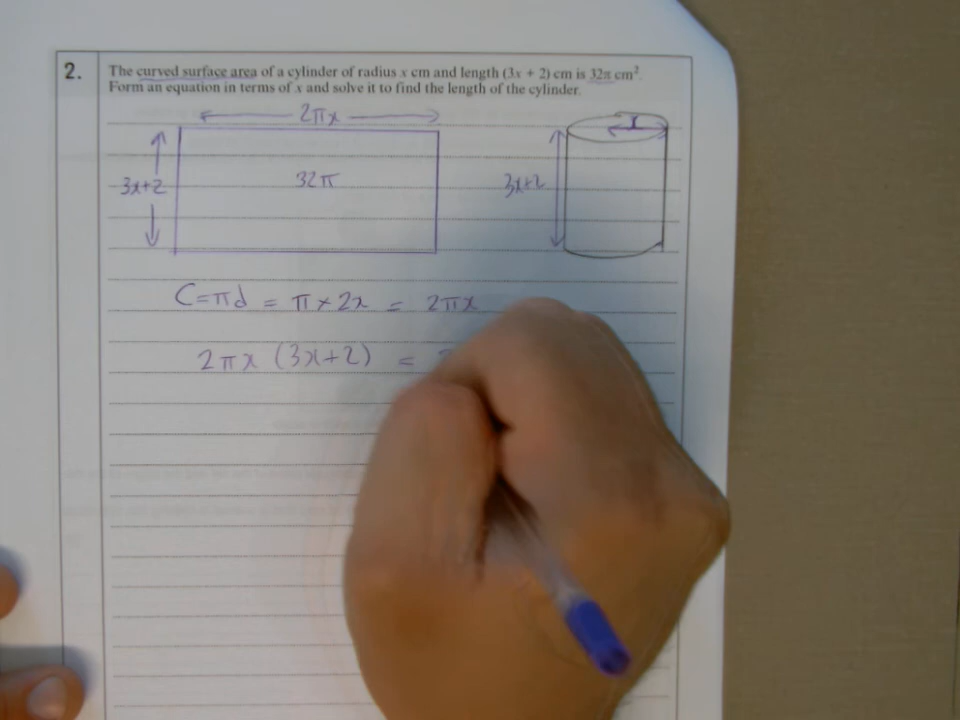 2.
The curved surface area of a cylinder of radius x cm and length (3x + 2) cm is 32π cm².
Form an equation in terms of x and solve it to find the length of the cylinder.
2πx
x
3x+2
32π
3x+2
C=πd = π×2x = 2πx
2πx (3x+2) =